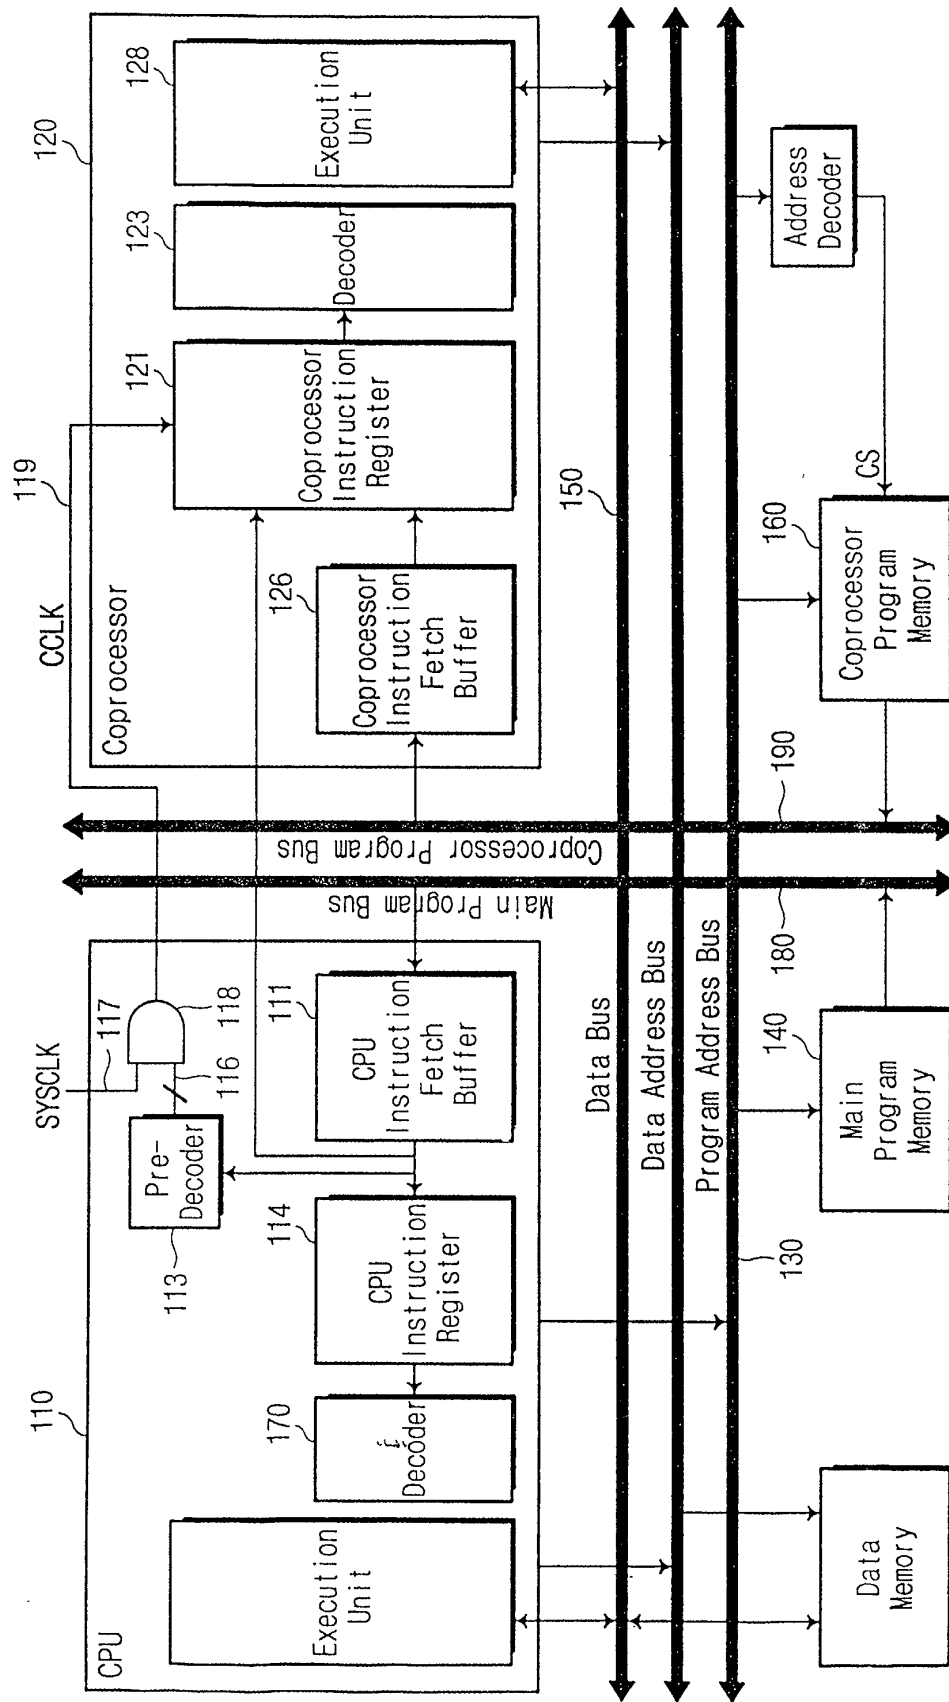 CPU
110
Execution
Unit
170
Decoder
114
CPU
Instruction
Register
113
Pre-
Decoder
SYSCLK
117
116
118
111
CPU
Instruction
Fetch
Buffer
Main Program Bus
Coprocessor Program Bus
CCLK
119
Coprocessor
120
126
Coprocessor
Instruction
Fetch
Buffer
121
Coprocessor
Instruction
Register
123
Decoder
128
Execution
Unit
Data Bus
150
Data Address Bus
Program Address Bus
130
Data
Memory
140
Main
Program
Memory
180
190
160
Coprocessor
Program
Memory
CS
Address
Decoder